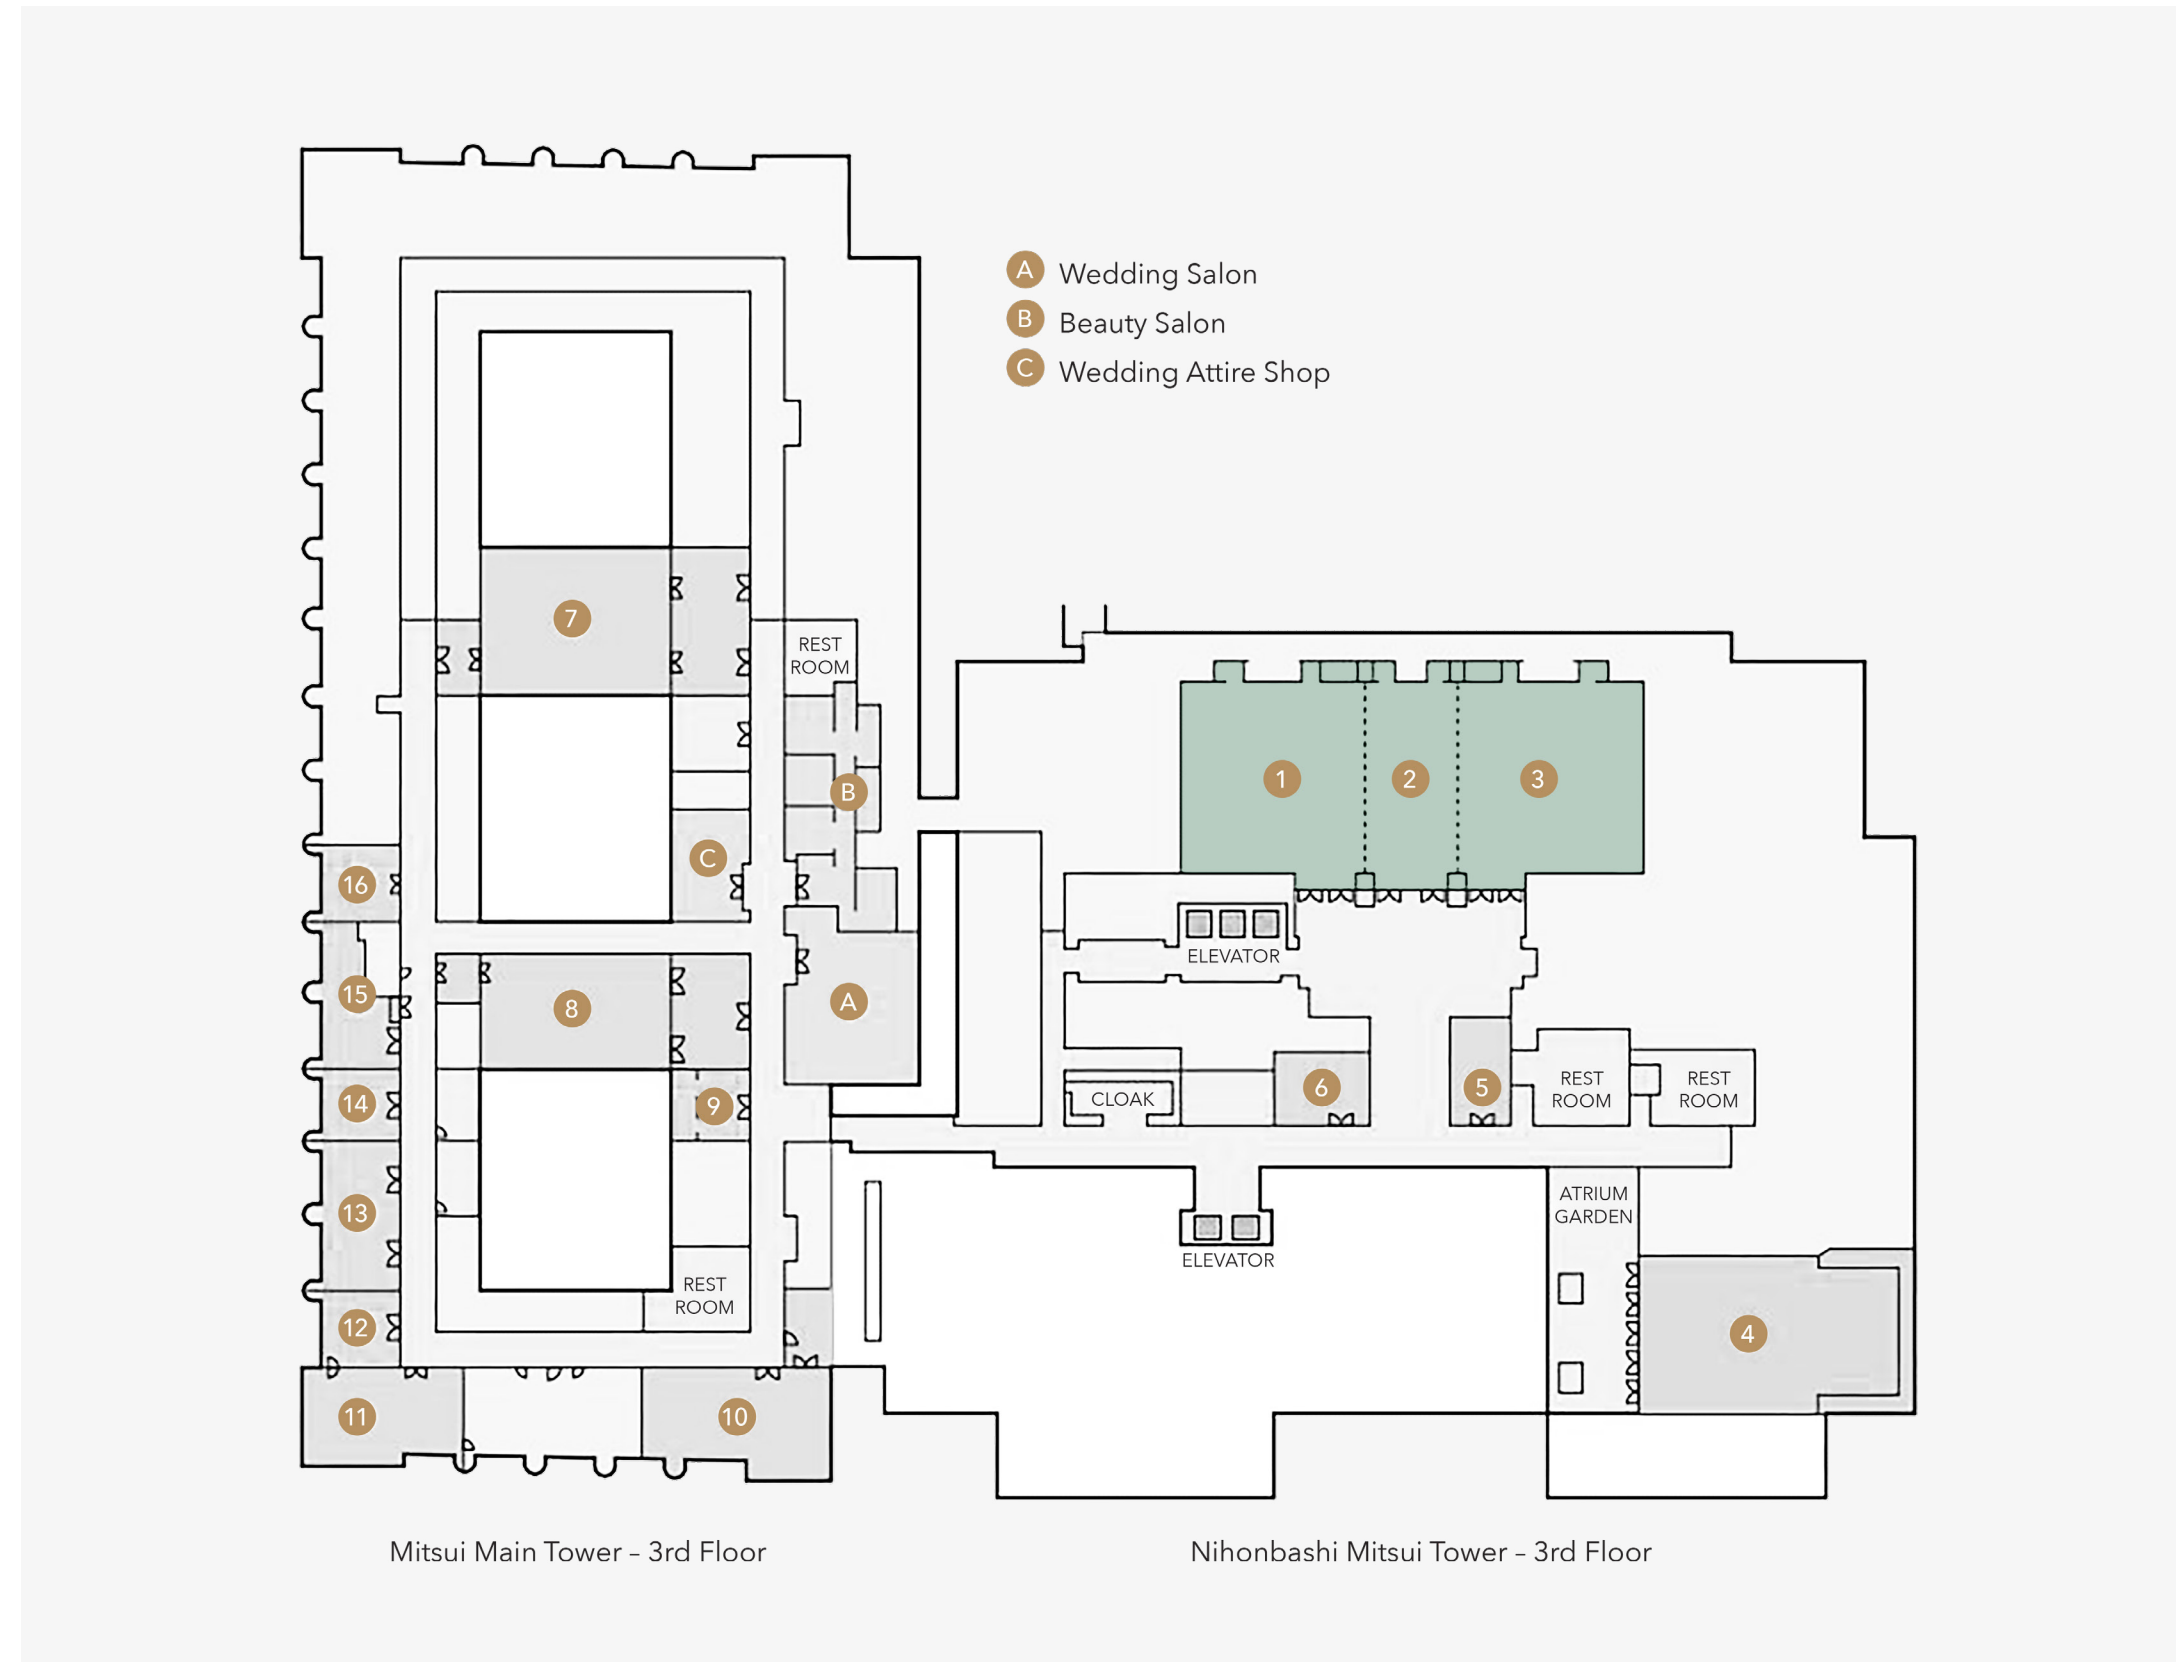 A Wedding Salon
B Beauty Salon
C Wedding Attire Shop
7
REST
ROOM
B
C
16
15
8
A
14
9
13
12
REST
ROOM
11
10
1
2
3
ELEVATOR
CLOAK
6
5
REST
ROOM
REST
ROOM
ELEVATOR
ATRIUM
GARDEN
4
Mitsui Main Tower – 3rd Floor
Nihonbashi Mitsui Tower – 3rd Floor